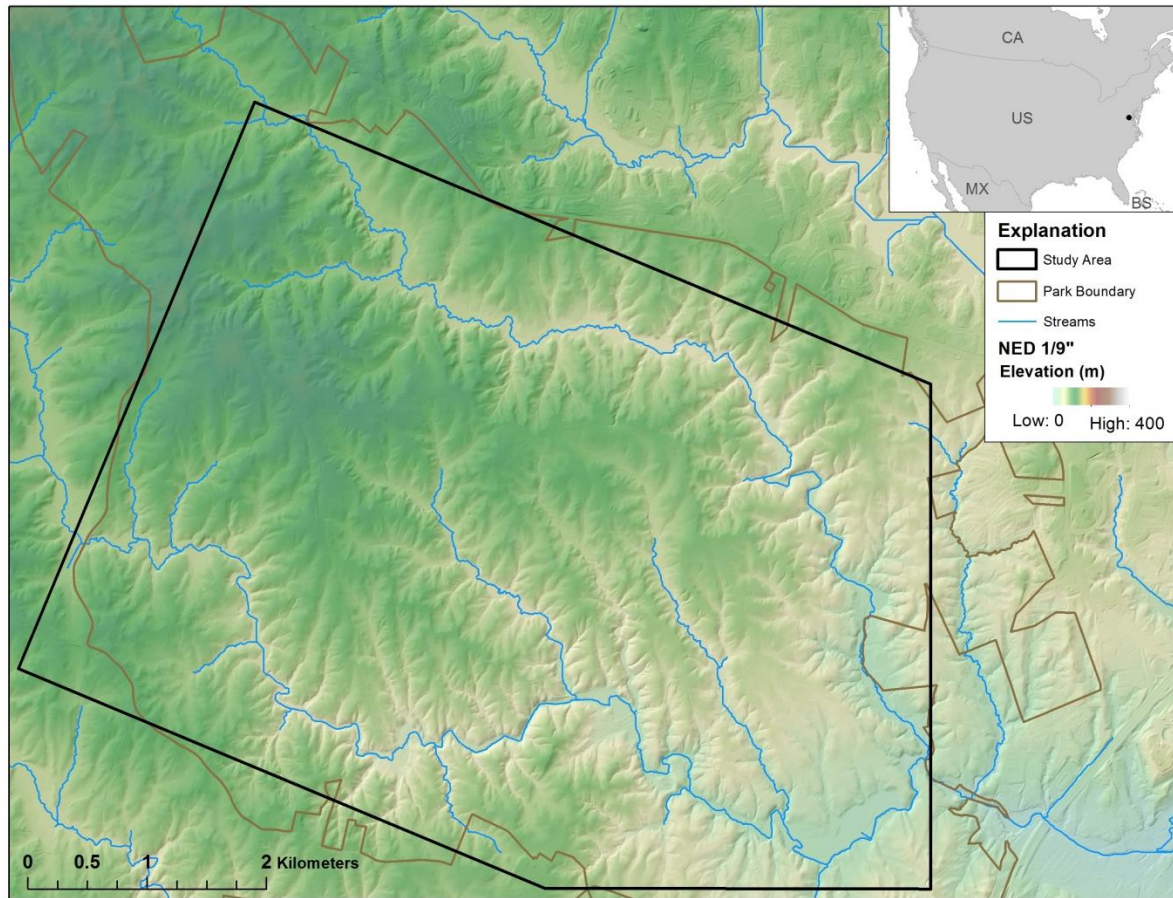 CA
US
MX
BS
Explanation
Study Area
Park Boundary
Streams
NED 1/9"
Elevation (m)
Low: 0 High: 400
0 0.5 1 2 Kilometers